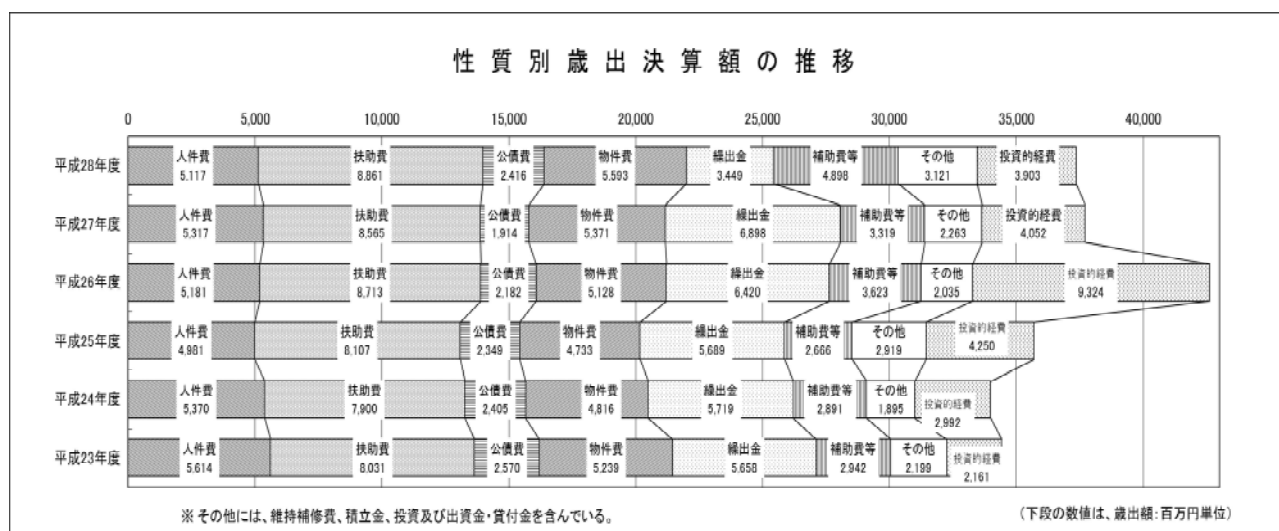 性質別歳出決算額の推移
0 5,000 10,000 15,000 20,000 25,000 30,000 35,000 40,000
平成28年度 人件費 扶助費 公債費 物件費 繰出金 補助費等 その他 投資的経費
5.117 8.861 2.416 5.593 3.449 4.898 3.121 3.903
平成27年度 人件費 扶助費 公債費 物件費 繰出金 補助費等 その他 投資的経費
5.317 8.565 1.914 5.371 6.898 3.319 2.263 4.052
平成26年度 人件費 扶助費 公債費 物件費 繰出金 補助費等 その他 投資的経費
5.181 8.713 2.182 5.128 6.420 3.623 2.035 9.324
平成25年度 人件費 扶助費 公債費 物件費 繰出金 補助費等 その他 投資的経費
4.981 8.107 2.349 4.733 5.689 2.666 2.919 4.250
平成24年度 人件費 扶助費 公債費 物件費 繰出金 補助費等 その他 投資的経費
5.370 7.900 2.405 4.816 5.719 2.891 1.895 2.992
平成23年度 人件費 扶助費 公債費 物件費 繰出金 補助費等 その他 投資的経費
5.614 8.031 2.570 5.239 5.658 2.942 2.199 2.161
※ その他には、維持補修費、積立金、投資及び出資金・貸付金を含んでいる。
(下段の数値は、歳出額:百万円単位)